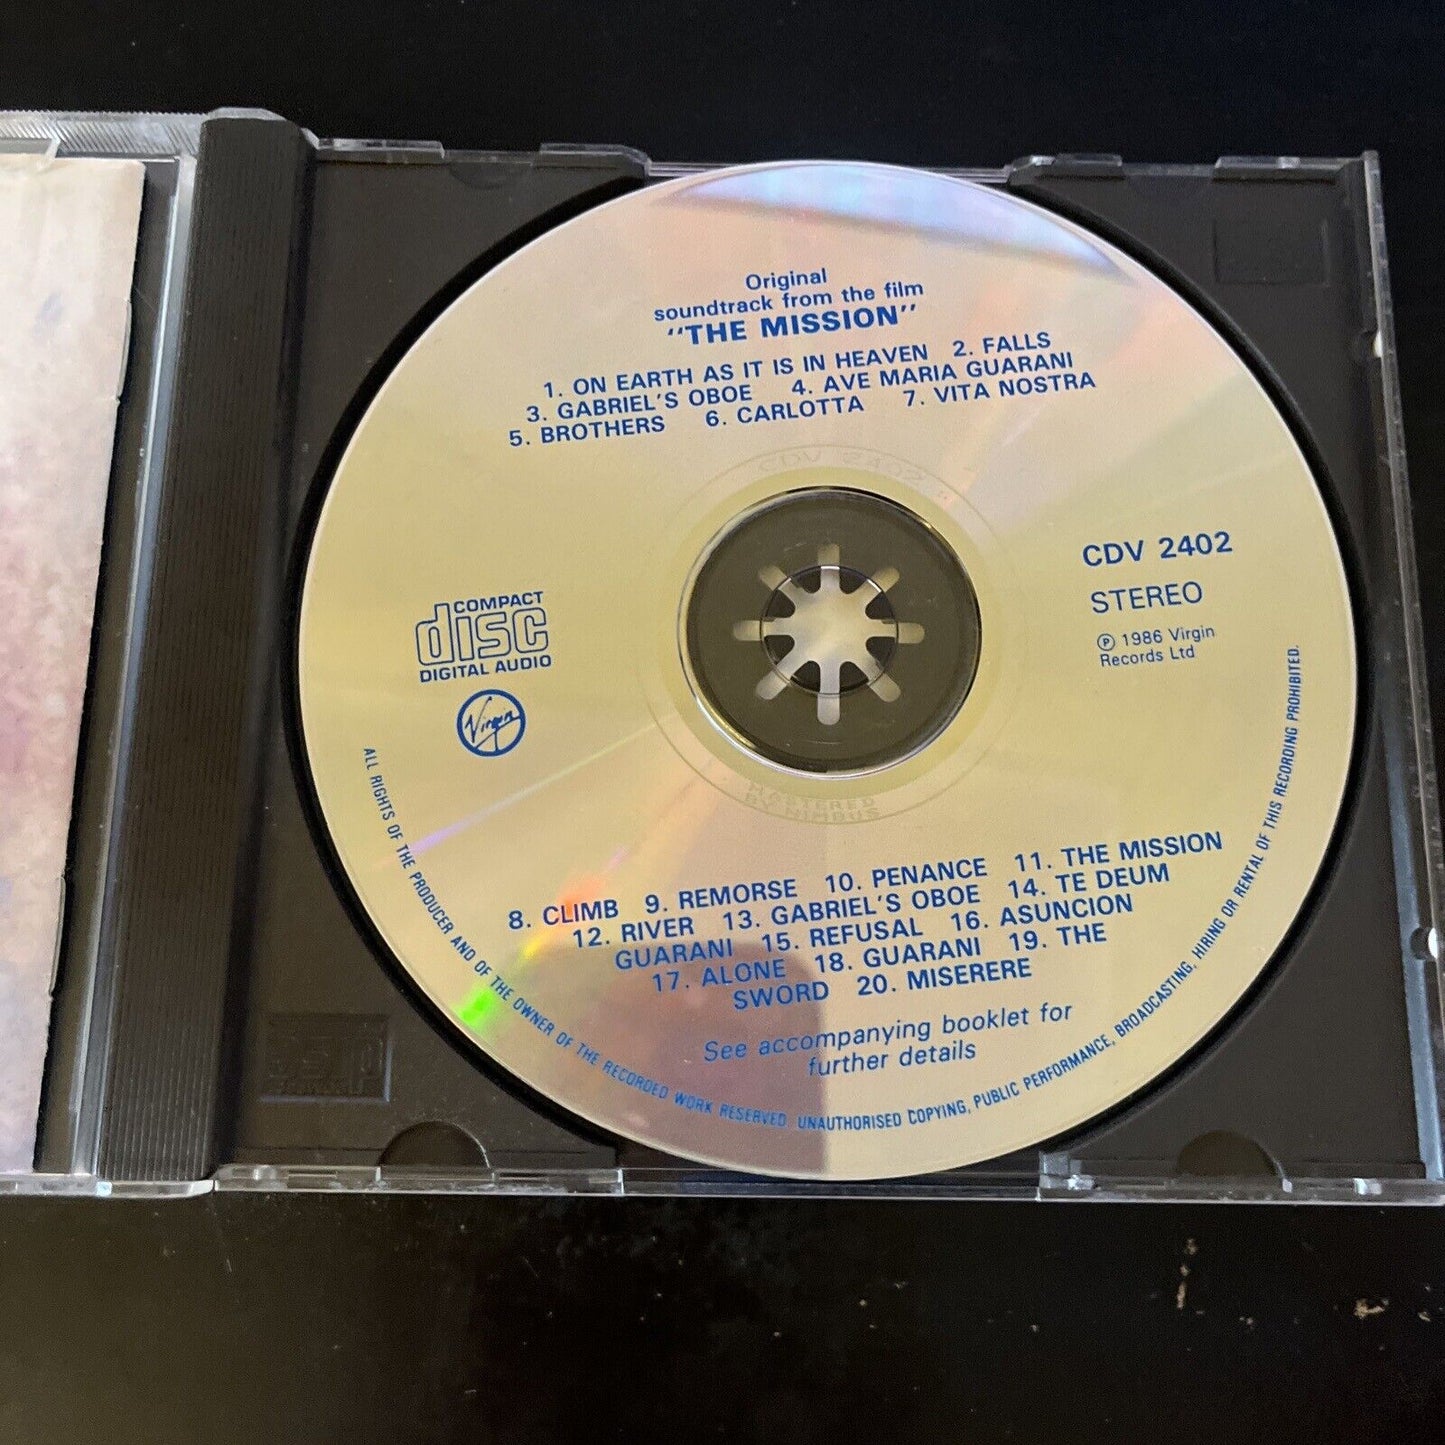 Original
soundtrack from the film
"THE MISSION"
1. ON EARTH AS IT IS IN HEAVEN 2. FALLS
3. GABRIEL'S OBOE 4. AVE MARIA GUARANI
5. BROTHERS 6. CARLOTTA 7. VITA NOSTRA
CDV 2402
CDV 2402
STEREO
℗ 1986 Virgin
Records Ltd
COMPACT
disc
DIGITAL AUDIO
Virgin
MASTERED
BY NIMBUS
8. CLIMB 9. REMORSE 10. PENANCE 11. THE MISSION
12. RIVER 13. GABRIEL'S OBOE 14. TE DEUM
GUARANI 15. REFUSAL 16. ASUNCION
17. ALONE 18. GUARANI 19. THE
SWORD 20. MISERERE
See accompanying booklet for
further details
ALL RIGHTS OF THE PRODUCER AND OF THE OWNER OF THE RECORDED WORK RESERVED. UNAUTHORISED COPYING, PUBLIC PERFORMANCE, BROADCASTING, HIRING OR RENTAL OF THIS RECORDING PROHIBITED.